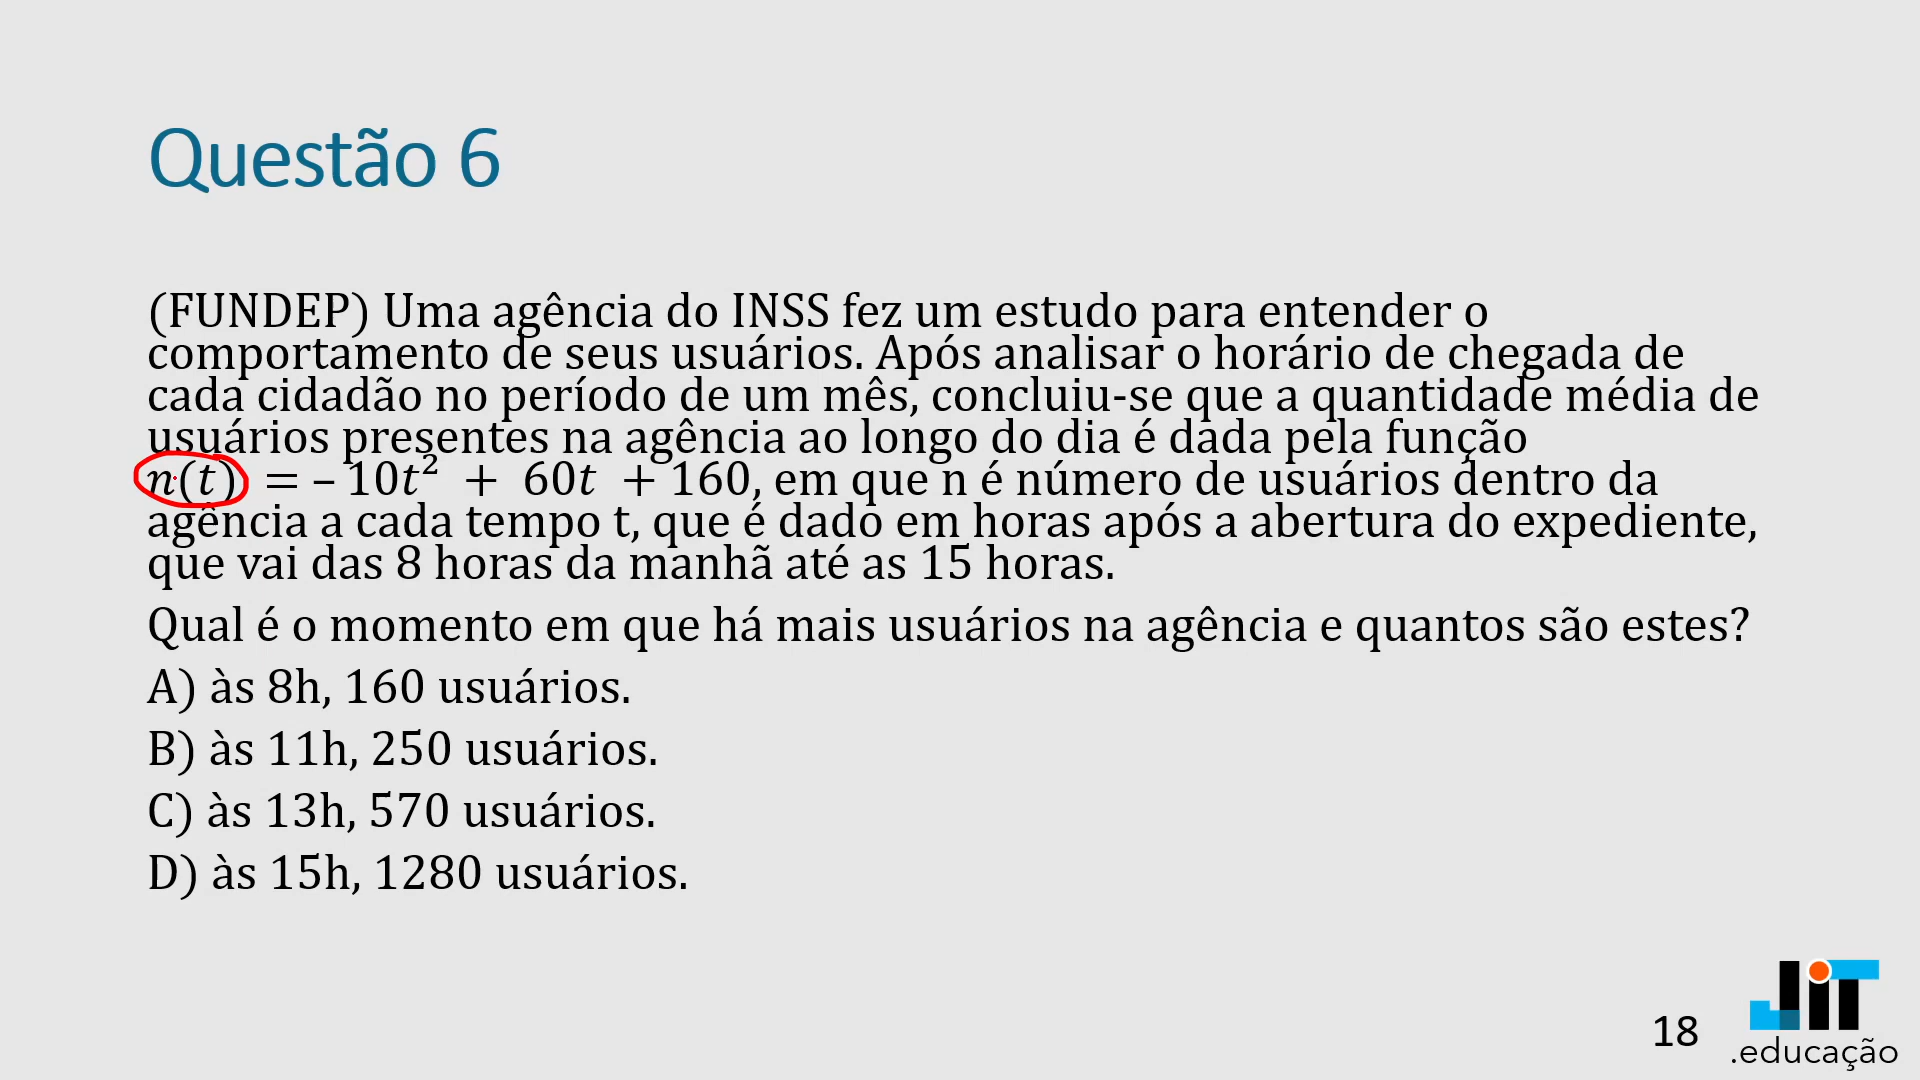 Questão 6
(FUNDEP) Uma agência do INSS fez um estudo para entender o
comportamento de seus usuários. Após analisar o horário de chegada de
cada cidadão no período de um mês, concluiu-se que a quantidade média de
usuários presentes na agência ao longo do dia é dada pela função
n(t) = – 10t² + 60t + 160, em que n é número de usuários dentro da
agência a cada tempo t, que é dado em horas após a abertura do expediente,
que vai das 8 horas da manhã até as 15 horas.
Qual é o momento em que há mais usuários na agência e quantos são estes?
A) às 8h, 160 usuários.
B) às 11h, 250 usuários.
C) às 13h, 570 usuários.
D) às 15h, 1280 usuários.
18
JiT
.educação